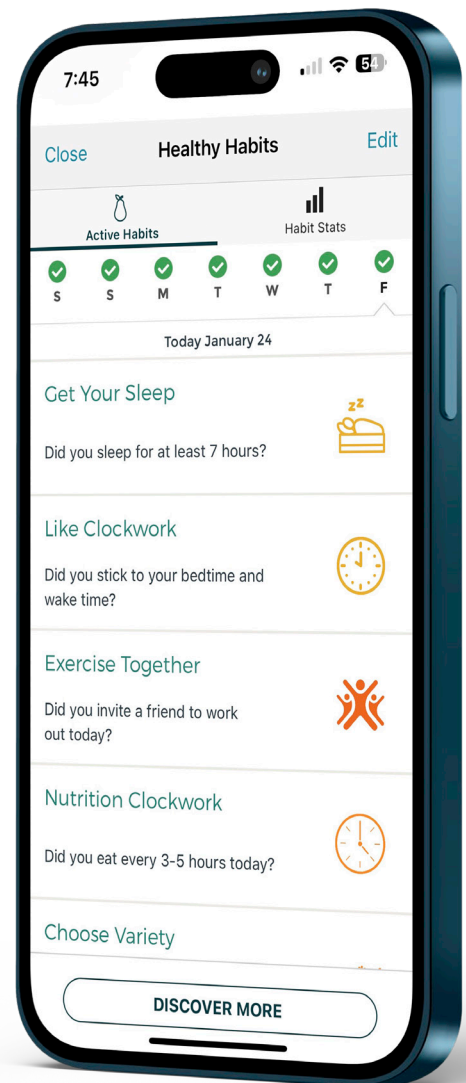 7:45
54
Close Healthy Habits Edit
Active Habits Habit Stats
S S M T W T F
Today January 24
Get Your Sleep
zz
Did you sleep for at least 7 hours?
Like Clockwork
Did you stick to your bedtime and
wake time?
Exercise Together
Did you invite a friend to work
out today?
Nutrition Clockwork
Did you eat every 3-5 hours today?
Choose Variety
DISCOVER MORE